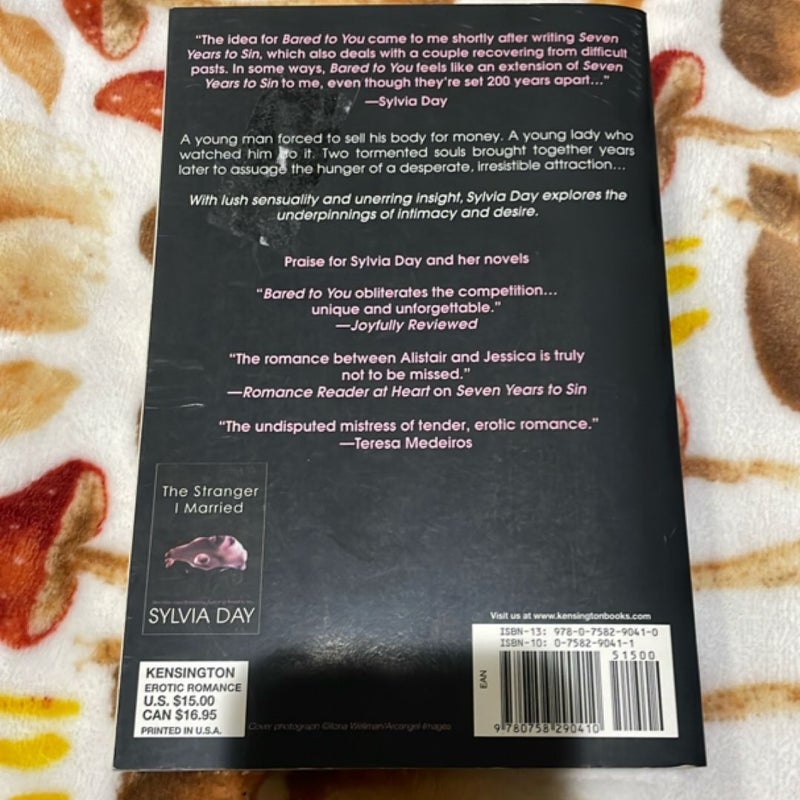 “The idea for Bared to You came to me shortly after writing Seven
Years to Sin, which also deals with a couple recovering from difficult
pasts. In some ways, Bared to You feels like an extension of Seven
Years to Sin to me, even though they’re set 200 years apart...”
—Sylvia Day
A young man forced to sell his body for money. A young lady who
watched him do it. Two tormented souls brought together years
later to assuage the hunger of a desperate, irresistible attraction...
With lush sensuality and unerring insight, Sylvia Day explores the
underpinnings of intimacy and desire.
Praise for Sylvia Day and her novels
“Bared to You obliterates the competition...
unique and unforgettable.”
—Joyfully Reviewed
“The romance between Alistair and Jessica is truly
not to be missed.”
—Romance Reader at Heart on Seven Years to Sin
“The undisputed mistress of tender, erotic romance.”
—Teresa Medeiros
The Stranger
I Married
SYLVIA DAY
KENSINGTON
EROTIC ROMANCE
U.S. $15.00
CAN $16.95
PRINTED IN U.S.A.
Cover photograph ©Ilona Wellman/Arcangel-Images
Visit us at www.kensingtonbooks.com
ISBN-13: 978-0-7582-9041-0
ISBN-10: 0-7582-9041-1
51500
EAN
9 780758 290410